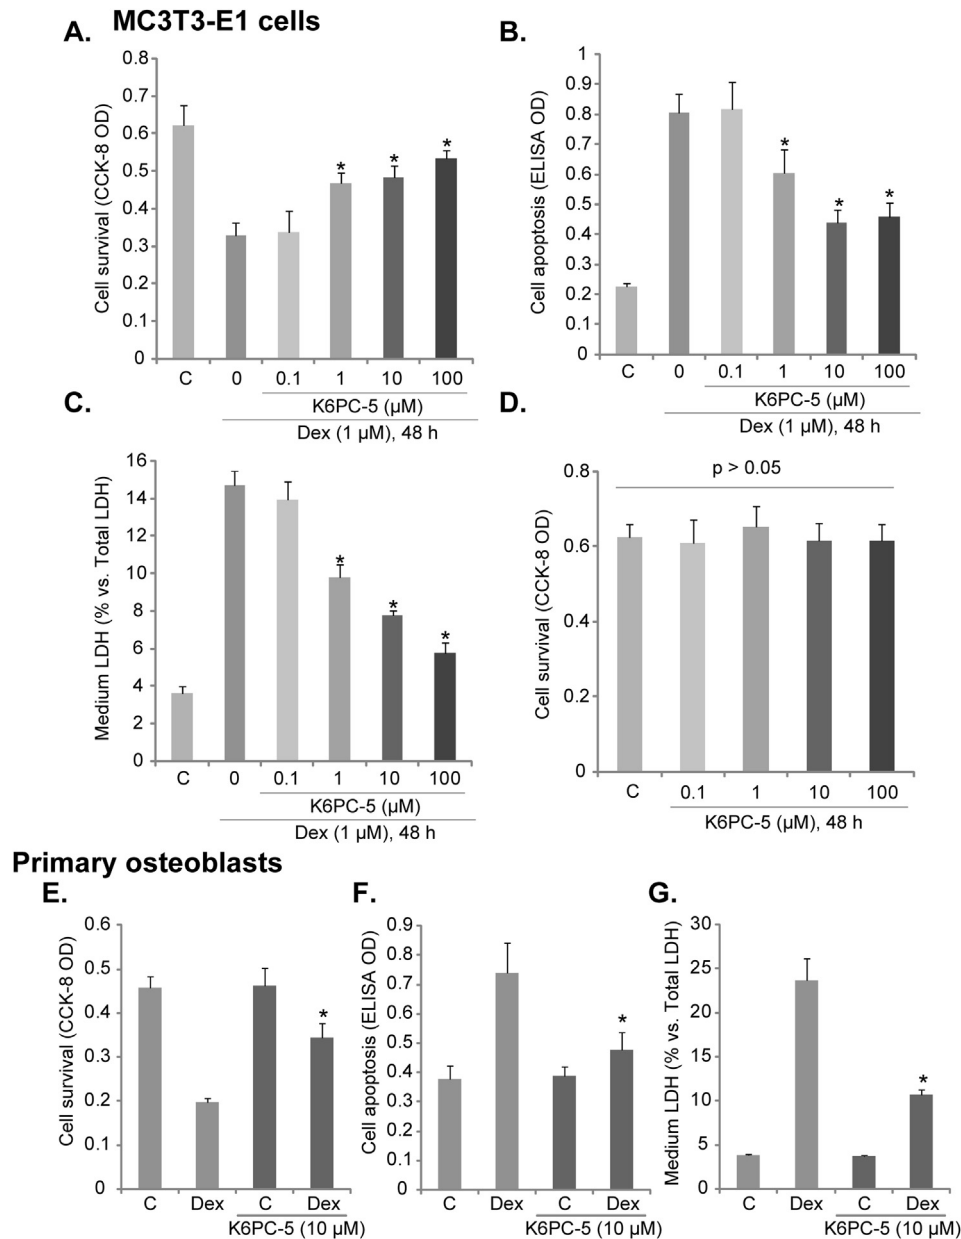 MC3T3-E1 cells
A.
Cell survival (CCK-8 OD)
0.8
0.7
0.6
0.5
0.4
0.3
0.2
0.1
0
* * *
C 0 0.1 1 10 100
K6PC-5 (µM)
Dex (1 µM), 48 h
B.
Cell apoptosis (ELISA OD)
1
0.9
0.8
0.7
0.6
0.5
0.4
0.3
0.2
0.1
0
* * *
C 0 0.1 1 10 100
K6PC-5 (µM)
Dex (1 µM), 48 h
C.
Medium LDH (% vs. Total LDH)
16
14
12
10
8
6
4
2
0
* * *
C 0 0.1 1 10 100
K6PC-5 (µM)
Dex (1 µM), 48 h
D.
Cell survival (CCK-8 OD)
0.8
0.6
0.4
0.2
0
p > 0.05
C 0.1 1 10 100
K6PC-5 (µM), 48 h
Primary osteoblasts
E.
Cell survival (CCK-8 OD)
0.6
0.5
0.4
0.3
0.2
0.1
0
*
C Dex C Dex
K6PC-5 (10 µM)
F.
Cell apoptosis (ELISA OD)
0.9
0.8
0.7
0.6
0.5
0.4
0.3
0.2
0.1
0
*
C Dex C Dex
K6PC-5 (10 µM)
G.
Medium LDH (% vs. Total LDH)
30
25
20
15
10
5
0
*
C Dex C Dex
K6PC-5 (10 µM)